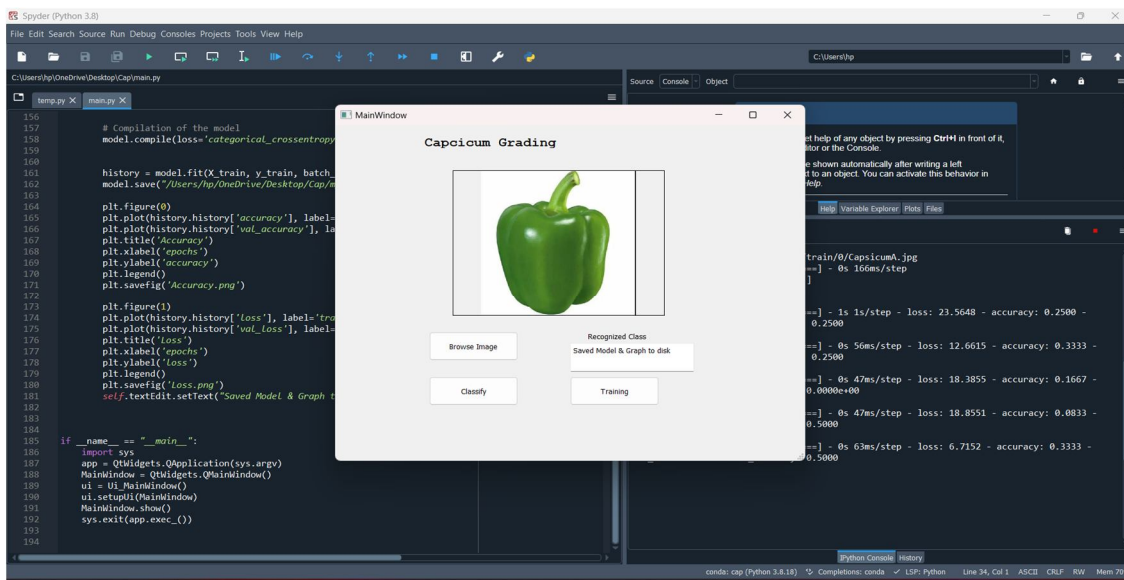 Spyder (Python 3.8)
File Edit Search Source Run Debug Consoles Projects Tools View Help
C:\Users\hp
C:\Users\hp\OneDrive\Desktop\Cap\main.py
Source Console Object
temp.py main.py
156
157 # Compilation of the model
158 model.compile(loss='categorical_crossentropy
159
160
161 history = model.fit(X_train, y_train, batch_
162 model.save("/Users/hp/OneDrive/Desktop/Cap/m
163
164 plt.figure(0)
165 plt.plot(history.history['accuracy'], label=
166 plt.plot(history.history['val_accuracy'], la
167 plt.title('Accuracy')
168 plt.xlabel('epochs')
169 plt.ylabel('accuracy')
170 plt.legend()
171 plt.savefig('Accuracy.png')
172
173 plt.figure(1)
174 plt.plot(history.history['loss'], label='tra
175 plt.plot(history.history['val_loss'], label=
176 plt.title('Loss')
177 plt.xlabel('epochs')
178 plt.ylabel('loss')
179 plt.legend()
180 plt.savefig('Loss.png')
181 self.textEdit.setText("Saved Model & Graph t
182
183
184
185 if __name__ == "__main__":
186 import sys
187 app = QtWidgets.QApplication(sys.argv)
188 MainWindow = QtWidgets.QMainWindow()
189 ui = Ui_MainWindow()
190 ui.setupUi(MainWindow)
191 MainWindow.show()
192 sys.exit(app.exec_())
193
194
MainWindow
Capcicum Grading
Browse Image
Recognized Class
Saved Model & Graph to disk
Classify
Training
et help of any object by pressing Ctrl+I in front of it,
ditor or the Console.
e shown automatically after writing a left
xt to an object. You can activate this behavior in
Help.
Help Variable Explorer Plots Files
train/0/CapsicumA.jpg
==] - 0s 166ms/step
]
==] - 1s 1s/step - loss: 23.5648 - accuracy: 0.2500 -
0.2500
==] - 0s 56ms/step - loss: 12.6615 - accuracy: 0.3333 -
0.2500
==] - 0s 47ms/step - loss: 18.3855 - accuracy: 0.1667 -
0.0000e+00
==] - 0s 47ms/step - loss: 18.8551 - accuracy: 0.0833 -
0.5000
==] - 0s 63ms/step - loss: 6.7152 - accuracy: 0.3333 -
0.5000
IPython Console History
conda: cap (Python 3.8.18) Completions: conda LSP: Python Line 34, Col 1 ASCII CRLF RW Mem 70